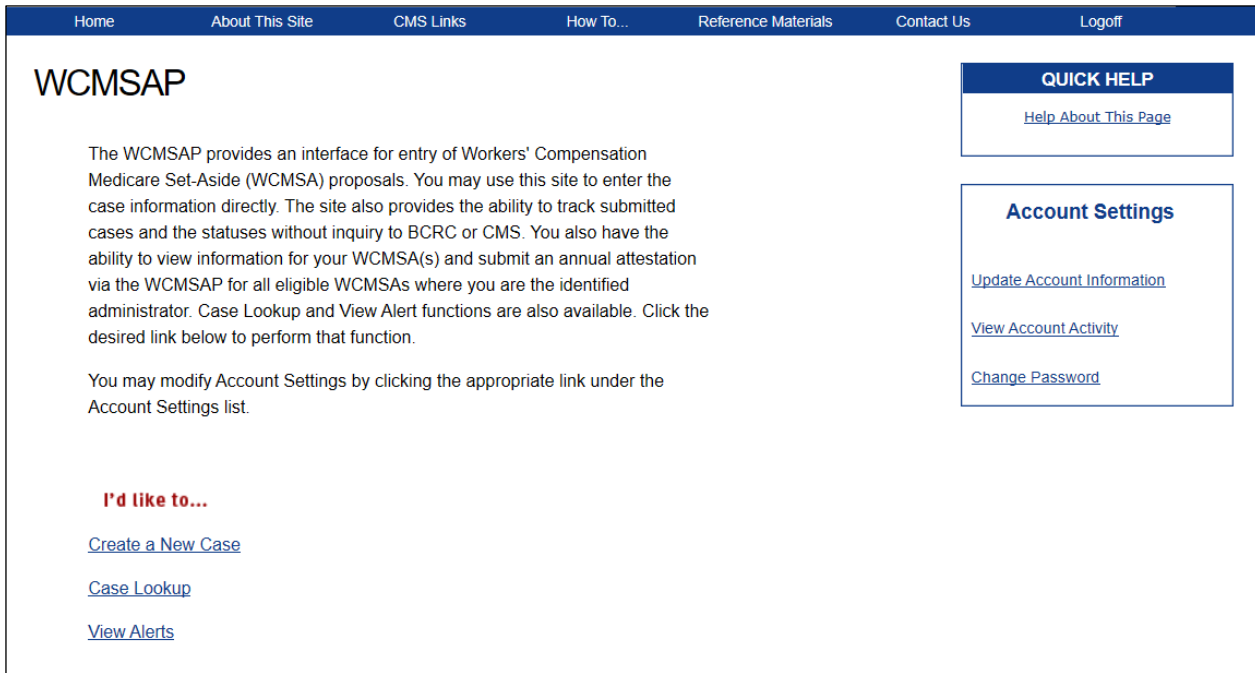 Home About This Site CMS Links How To... Reference Materials Contact Us Logoff
WCMSAP
The WCMSAP provides an interface for entry of Workers' Compensation
Medicare Set-Aside (WCMSA) proposals. You may use this site to enter the
case information directly. The site also provides the ability to track submitted
cases and the statuses without inquiry to BCRC or CMS. You also have the
ability to view information for your WCMSA(s) and submit an annual attestation
via the WCMSAP for all eligible WCMSAs where you are the identified
administrator. Case Lookup and View Alert functions are also available. Click the
desired link below to perform that function.
You may modify Account Settings by clicking the appropriate link under the
Account Settings list.
I'd like to...
Create a New Case
Case Lookup
View Alerts
QUICK HELP
Help About This Page
Account Settings
Update Account Information
View Account Activity
Change Password